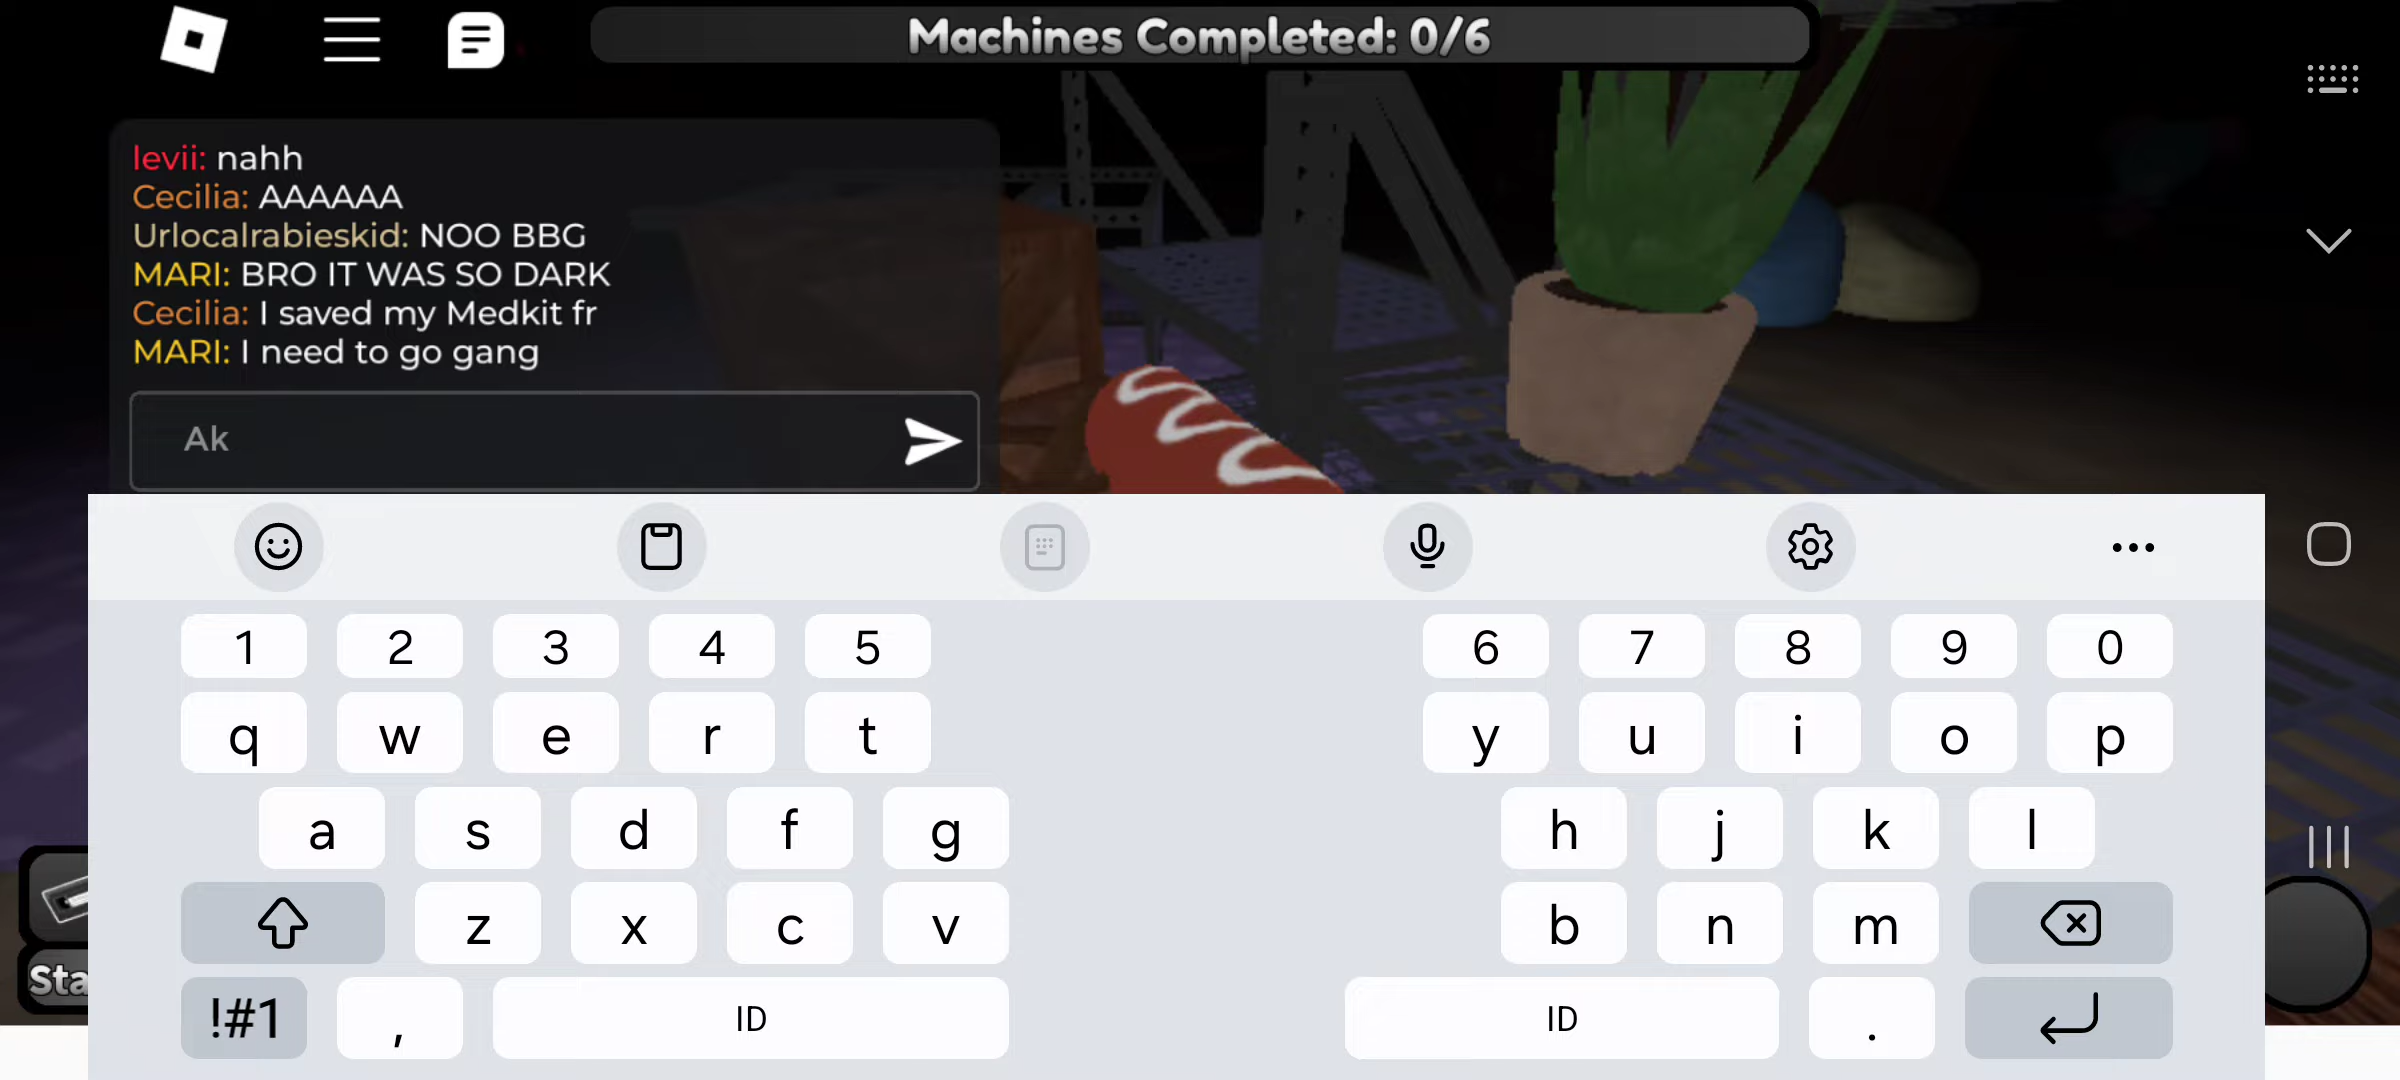 Machines Completed: 0/6
levii: nahh
Cecilia: AAAAAA
Urlocalrabieskid: NOO BBG
MARI: BRO IT WAS SO DARK
Cecilia: I saved my Medkit fr
MARI: I need to go gang
Ak
1 2 3 4 5 6 7 8 9 0
q w e r t y u i o p
a s d f g h j k l
z x c v b n m
Sta
!#1 , ID ID .